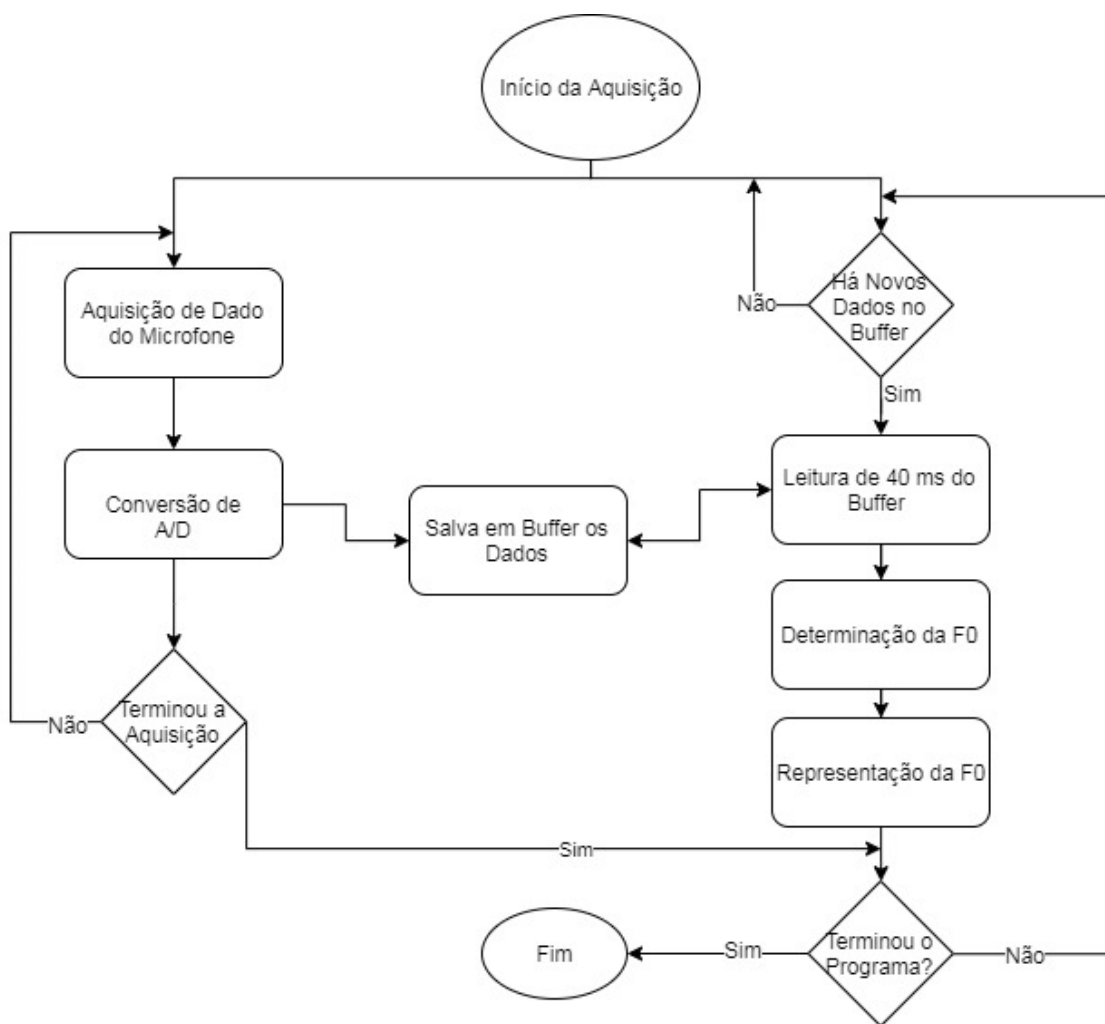 Início da Aquisição
Há Novos
Dados no
Buffer
Não
Sim
Aquisição de Dado
do Microfone
Conversão de
A/D
Salva em Buffer os
Dados
Leitura de 40 ms do
Buffer
Determinação da F0
Terminou a
Aquisição
Não
Representação da F0
Sim
Terminou o
Programa?
Sim
Não
Fim